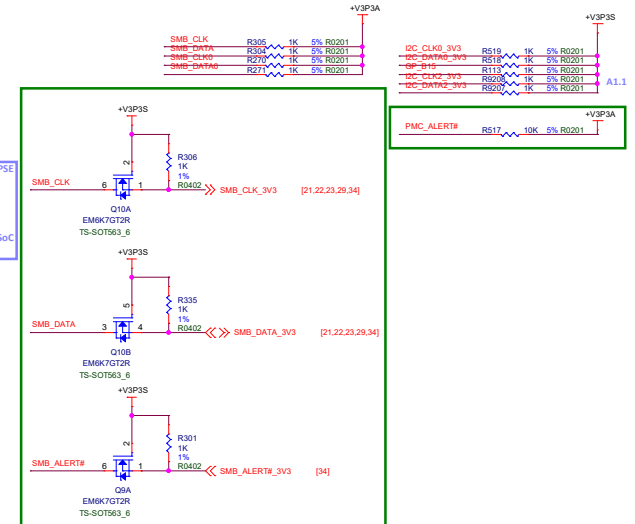 +V3P3A
SMB_CLK R305 1K 5% R0201
SMB_DATA R304 1K 5% R0201
SMB_CLK0 R270 1K 5% R0201
SMB_DATA0 R271 1K 5% R0201
+V3P3S
I2C_CLK0_3V3 R519 1K 5% R0201
I2C_DATA0_3V3 R518 1K 5% R0201
GP_B15 R113 1K 5% R0201
I2C_CLK2_3V3 R9208 1K 5% R0201
I2C_DATA2_3V3 R9207 1K 5% R0201
A1.1
+V3P3A
PMC_ALERT# R517 10K 5% R0201
PSE
SoC
+V3P3S
2
R306
1K
1%
R0402
SMB_CLK 6 1 SMB_CLK_3V3 [21,22,23,29,34]
Q10A
EM6K7GT2R
TS-SOT563_6
+V3P3S
5
R335
1K
1%
R0402
SMB_DATA 3 4 SMB_DATA_3V3 [21,22,23,29,34]
Q10B
EM6K7GT2R
TS-SOT563_6
+V3P3S
2
R301
1K
1%
R0402
SMB_ALERT# 6 1 SMB_ALERT#_3V3 [34]
Q9A
EM6K7GT2R
TS-SOT563_6